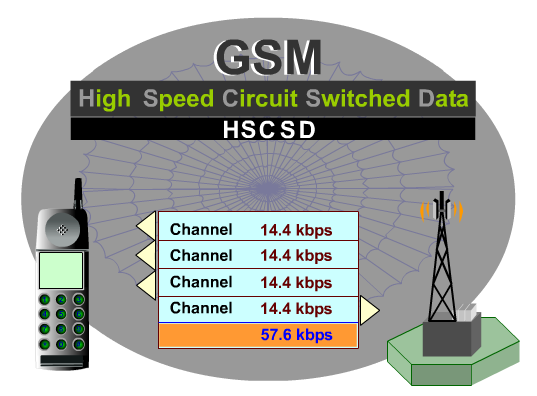 GSM
High Speed Circuit Switched Data
HSCSD
Channel 14.4 kbps
Channel 14.4 kbps
Channel 14.4 kbps
Channel 14.4 kbps
57.6 kbps